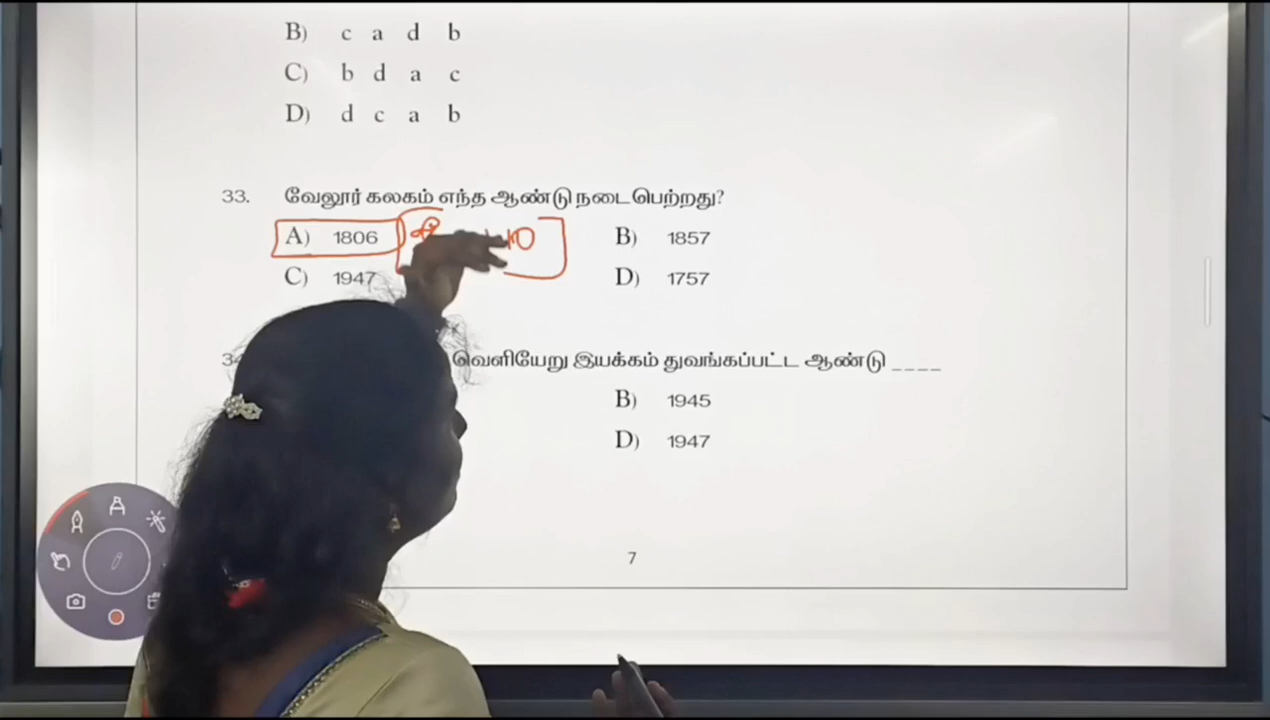 B) c a d b
C) b d a c
D) d c a b
33. வேலூர் கலகம் எந்த ஆண்டு நடைபெற்றது?
A) 1806 B) 1857
C) 1947 D) 1757
வெளியேறு இயக்கம் துவங்கப்பட்ட ஆண்டு ____
B) 1945
D) 1947
7